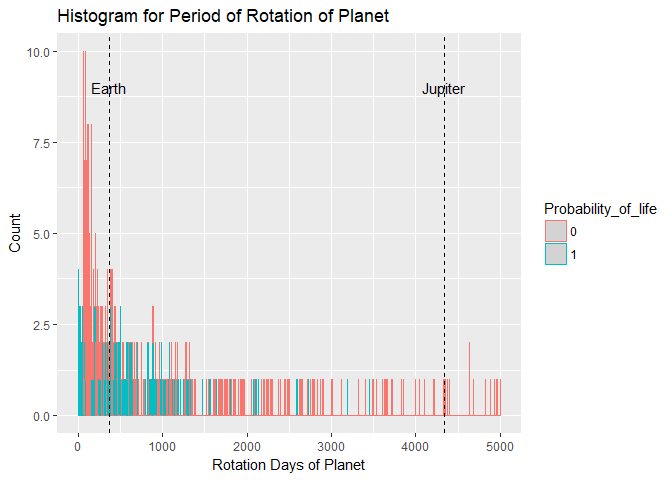 Histogram for Period of Rotation of Planet
10.0
7.5
5.0
2.5
0.0
Count
Earth
Jupiter
0
1000
2000
3000
4000
5000
Rotation Days of Planet
Probability_of_life
0
1